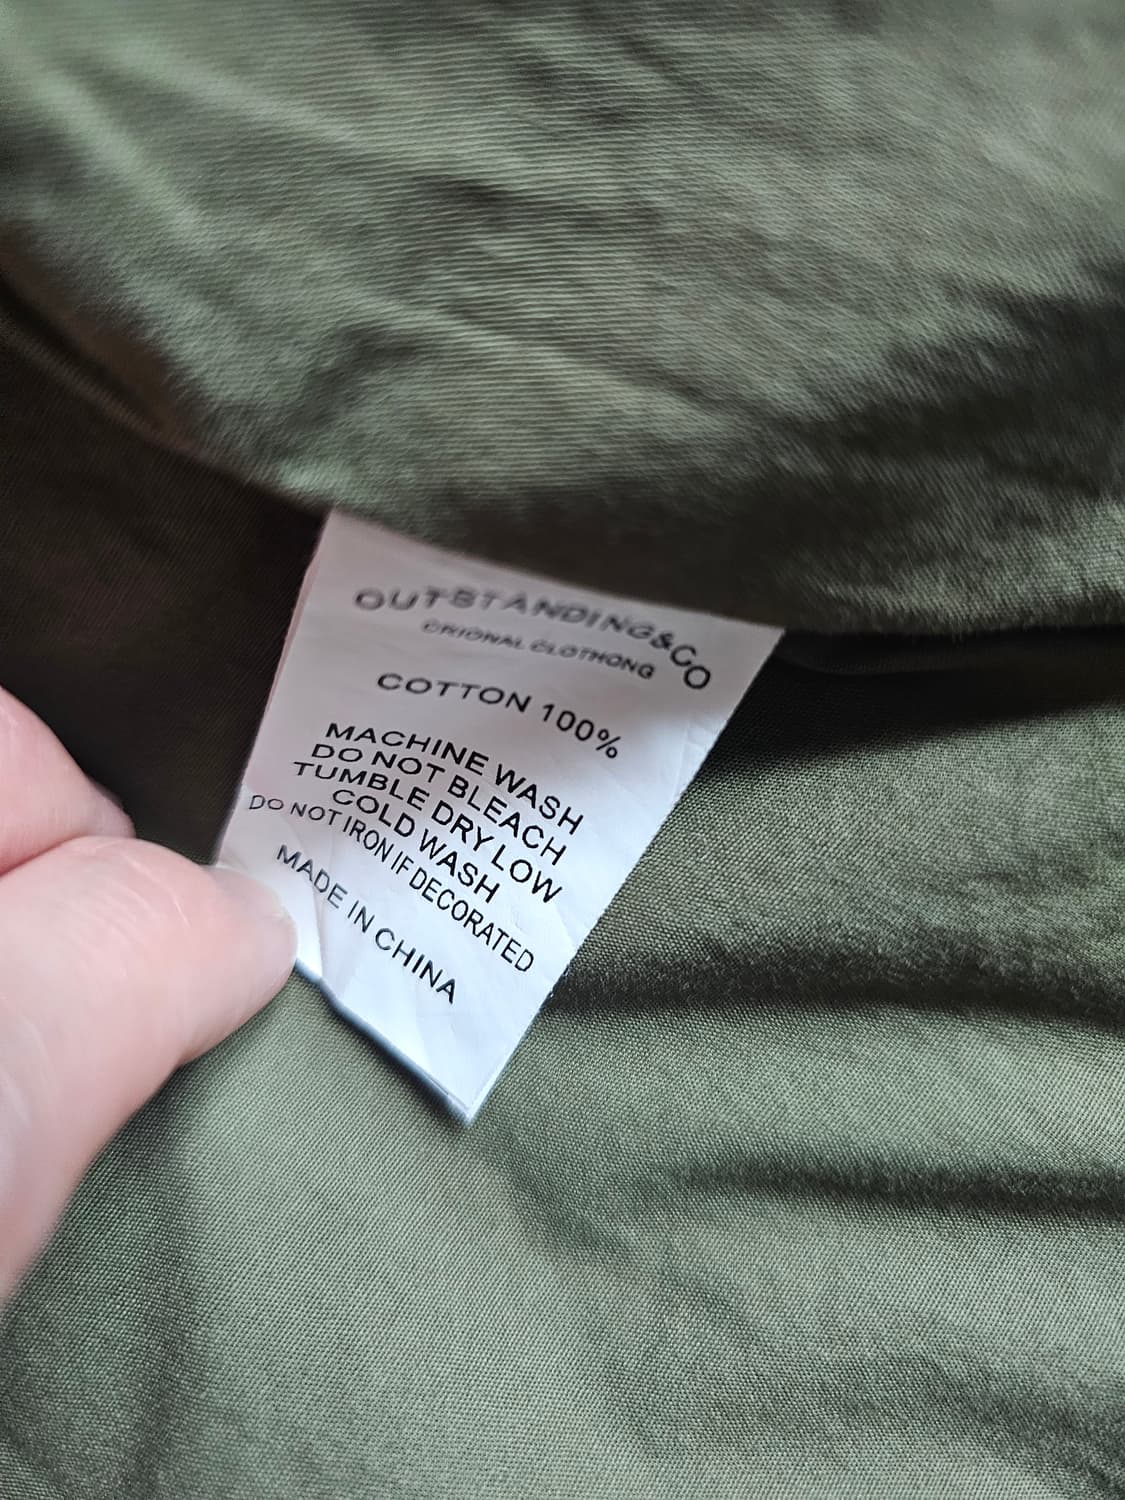 OUTSTANDING&CO
ORIGNAL CLOTHONG
COTTON 100%
MACHINE WASH
DO NOT BLEACH
TUMBLE DRY LOW
COLD WASH
DO NOT IRON IF DECORATED
MADE IN CHINA